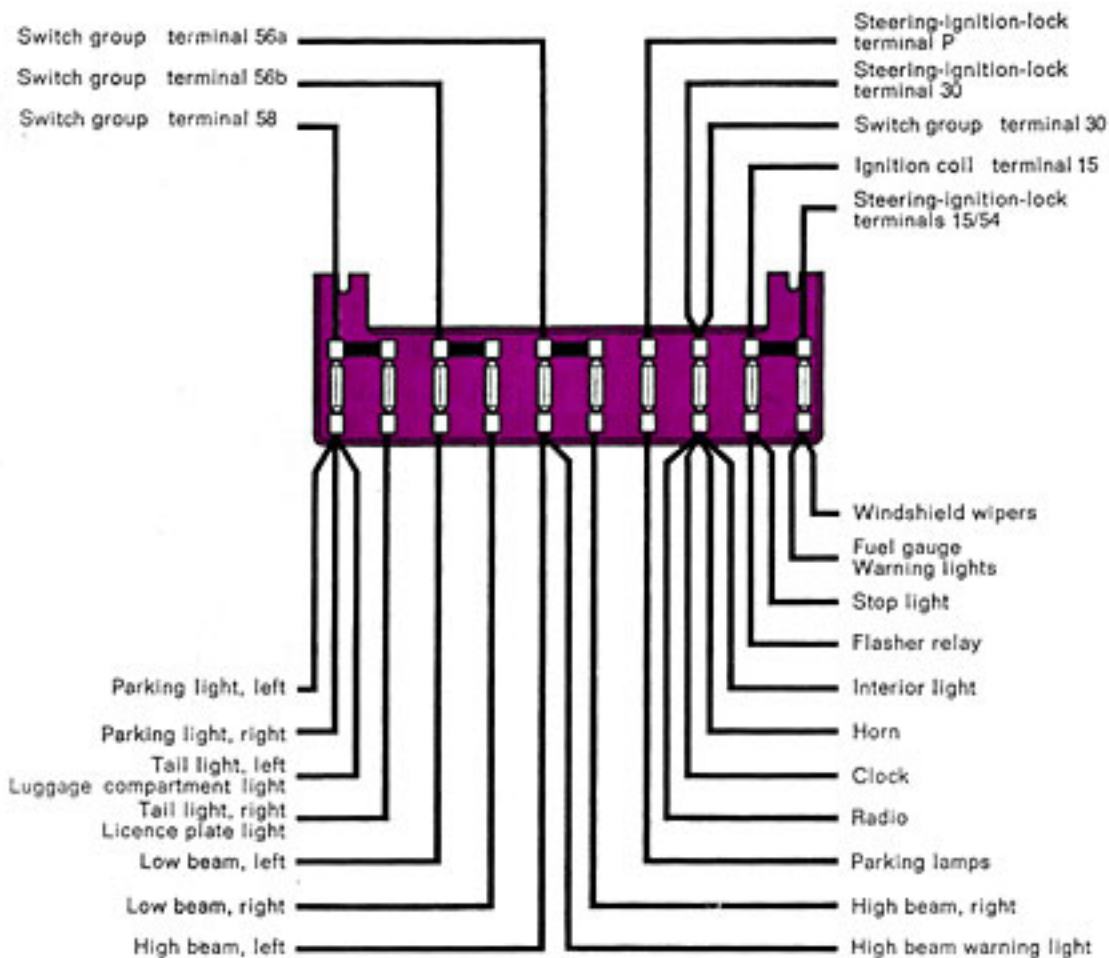 Switch group terminal 56a
Switch group terminal 56b
Switch group terminal 58
Steering-ignition-lock
terminal P
Steering-ignition-lock
terminal 30
Switch group terminal 30
Ignition coil terminal 15
Steering-ignition-lock
terminals 15/54
Parking light, left
Parking light, right
Tail light, left
Luggage compartment light
Tail light, right
Licence plate light
Low beam, left
Low beam, right
High beam, left
Windshield wipers
Fuel gauge
Warning lights
Stop light
Flasher relay
Interior light
Horn
Clock
Radio
Parking lamps
High beam, right
High beam warning light